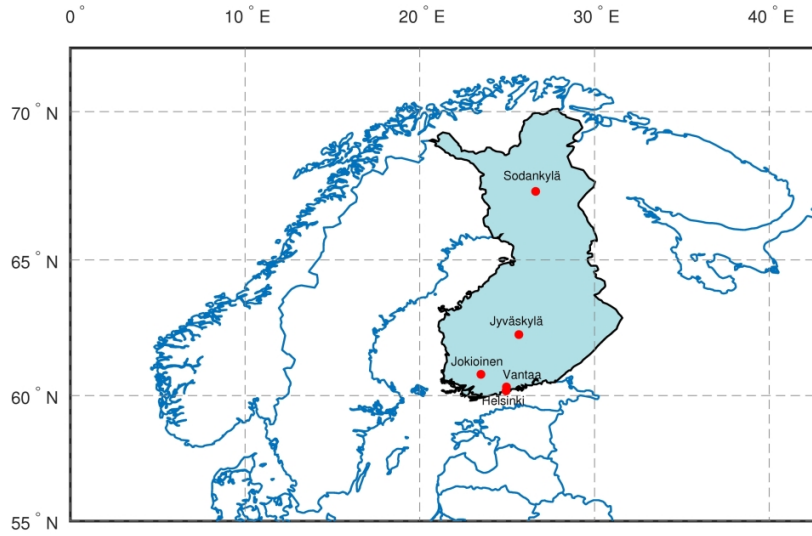 0 ° E
10 ° E
20 ° E
30 ° E
40 ° E
70 ° N
Sodankylä
65 ° N
Jyväskylä
Jokioinen
Vantaa
60 ° N
Helsinki
55 ° N